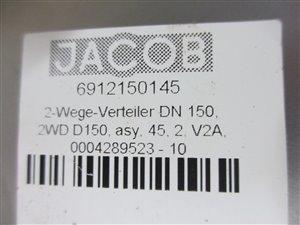 JACOB
6912150145
2-Wege-Verteiler DN 150,
2WD D150, asy, 45, 2, V2A,
0004289523 - 10